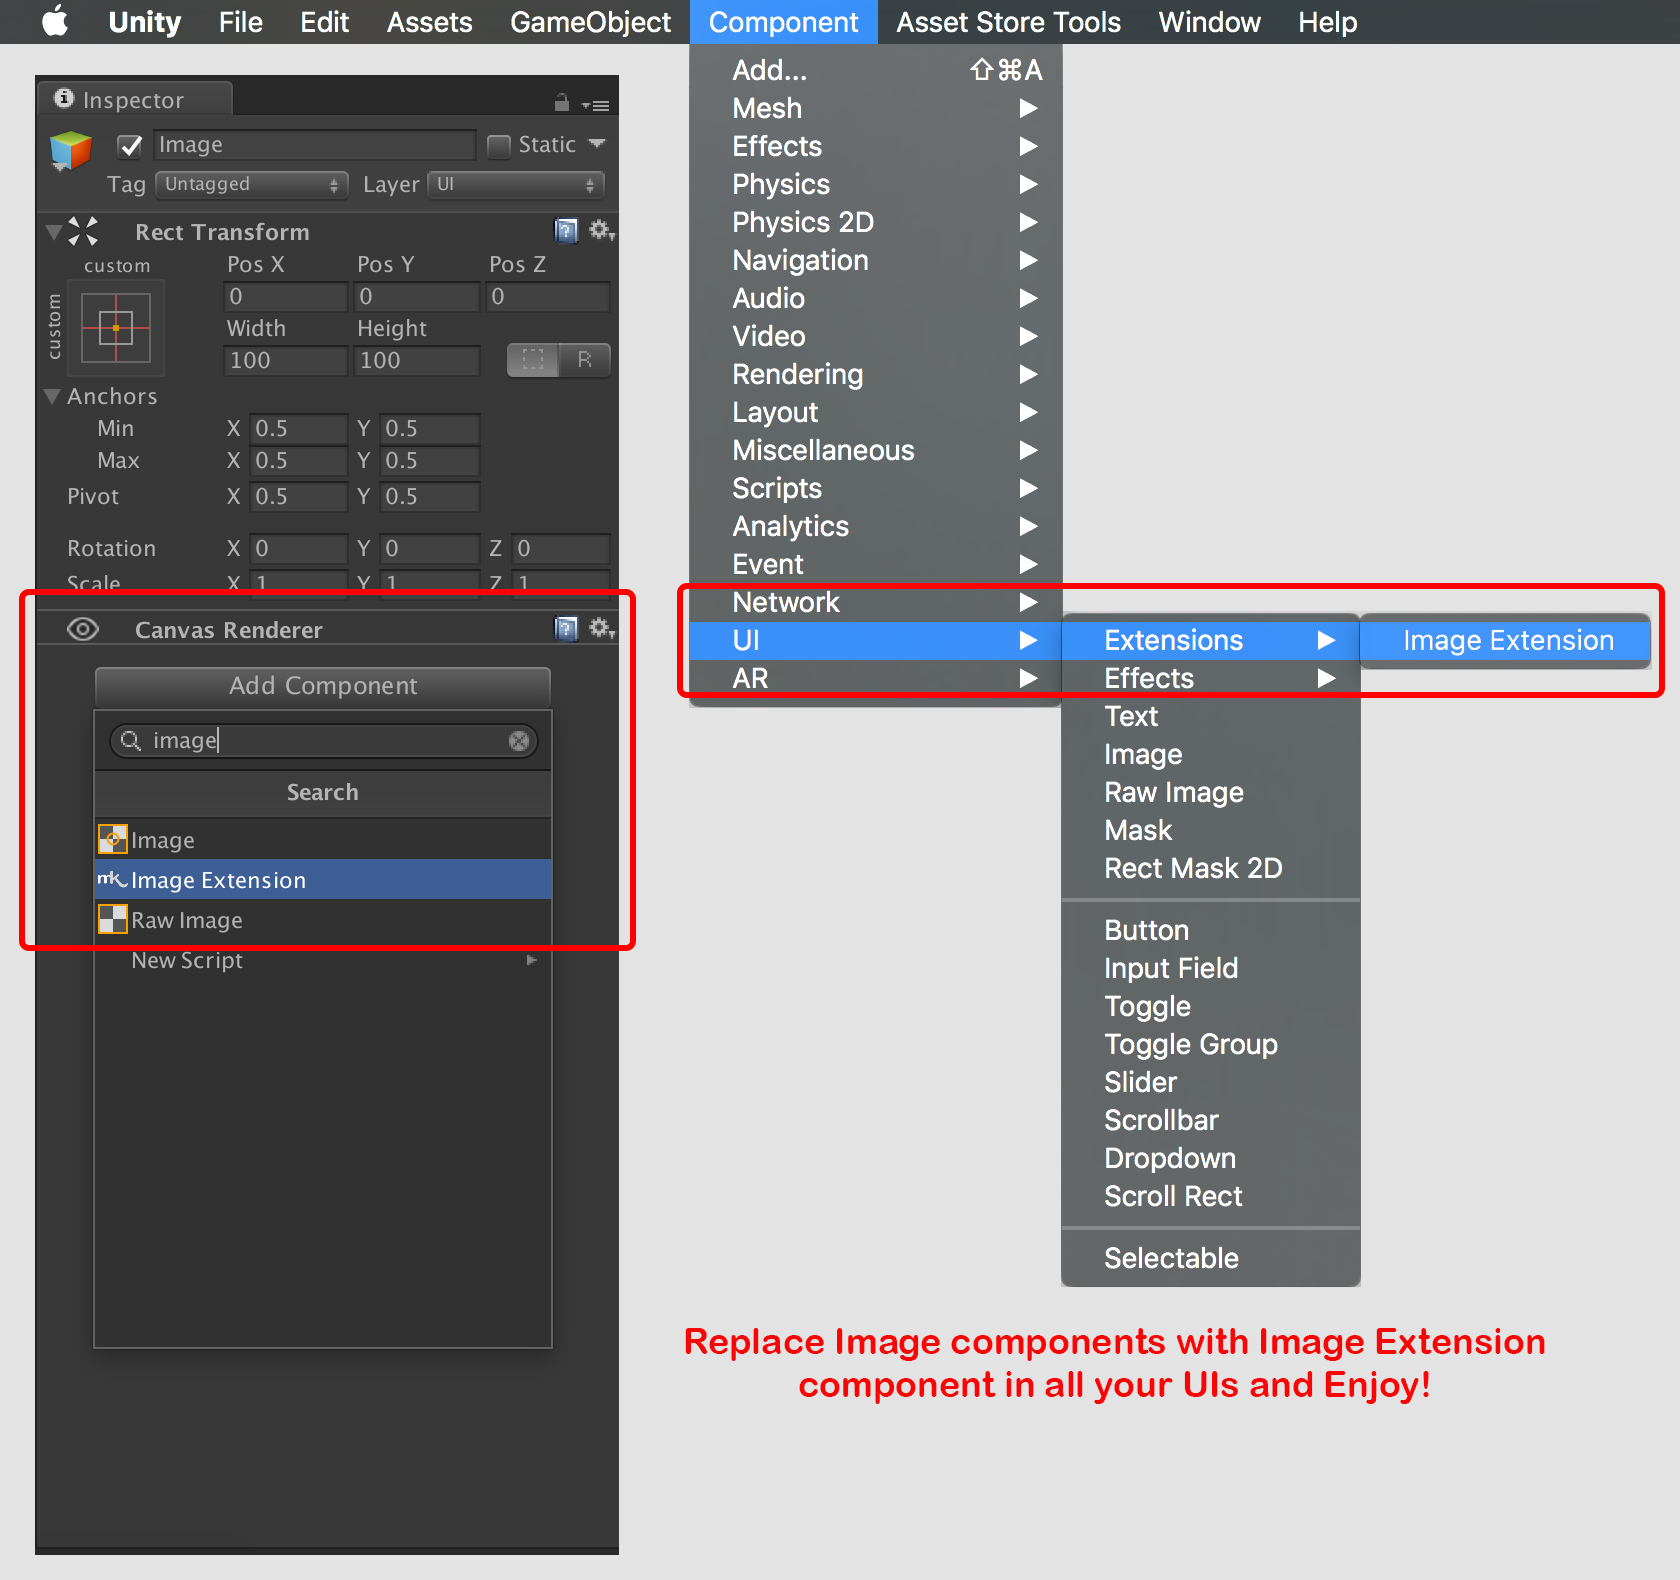 Unity File Edit Assets GameObject Component Asset Store Tools Window Help
Inspector
Image
Static
Tag Untagged Layer UI
Rect Transform
custom Pos X Pos Y Pos Z
custom
0 0 0
Width Height
100 100 R
Anchors
Min X 0.5 Y 0.5
Max X 0.5 Y 0.5
Pivot X 0.5 Y 0.5
Rotation X 0 Y 0 Z 0
Scale X 1 Y 1 Z 1
Canvas Renderer
Add Component
image
Search
Image
mk Image Extension
Raw Image
New Script
Add... ⇧⌘A
Mesh
Effects
Physics
Physics 2D
Navigation
Audio
Video
Rendering
Layout
Miscellaneous
Scripts
Analytics
Event
Network
UI
AR
Extensions
Effects
Text
Image
Raw Image
Mask
Rect Mask 2D
Button
Input Field
Toggle
Toggle Group
Slider
Scrollbar
Dropdown
Scroll Rect
Selectable
Image Extension
Replace Image components with Image Extension
component in all your UIs and Enjoy!